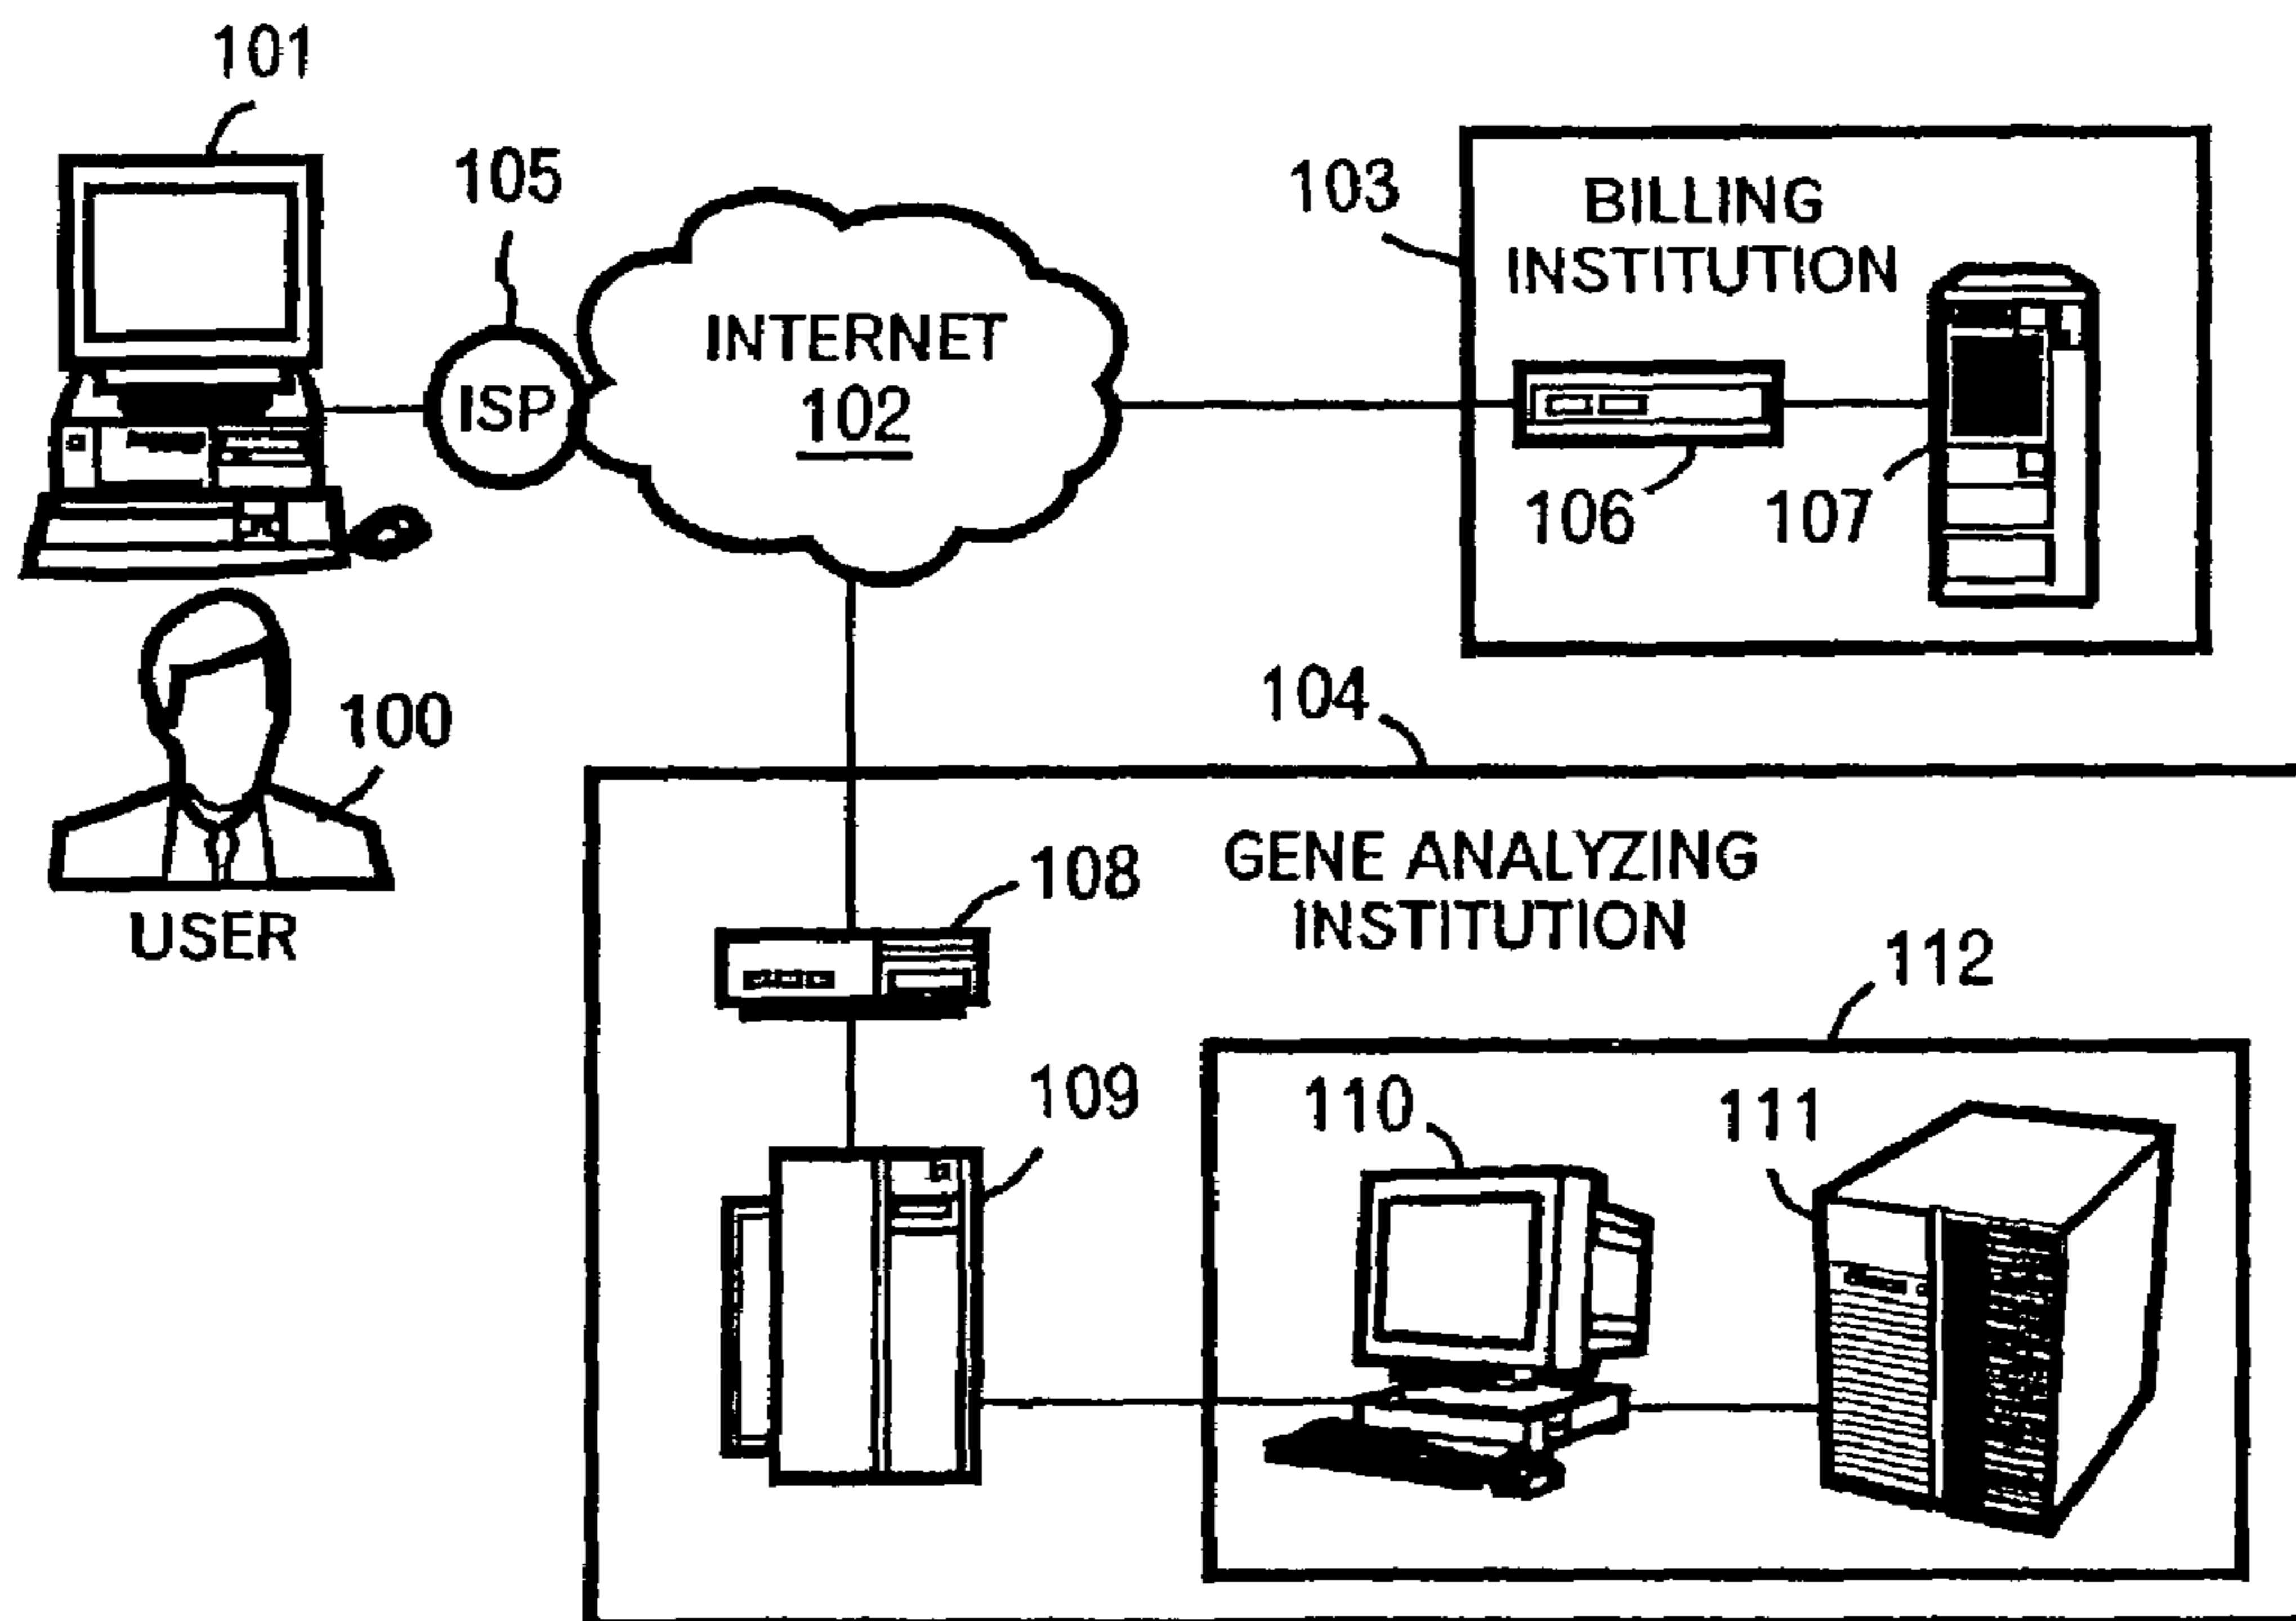 101
105
ISP
INTERNET
102
103
BILLING
INSTITUTION
106
107
100
USER
104
GENE ANALYZING
INSTITUTION
108
109
112
110
111